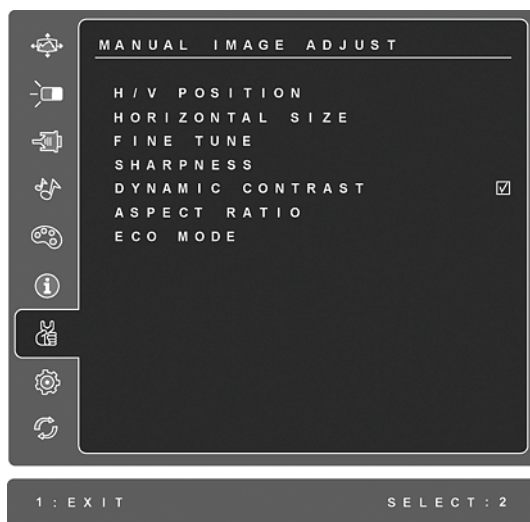 MANUAL IMAGE ADJUST
H/V POSITION
HORIZONTAL SIZE
FINE TUNE
SHARPNESS
DYNAMIC CONTRAST
ASPECT RATIO
ECO MODE
1:EXIT SELECT:2